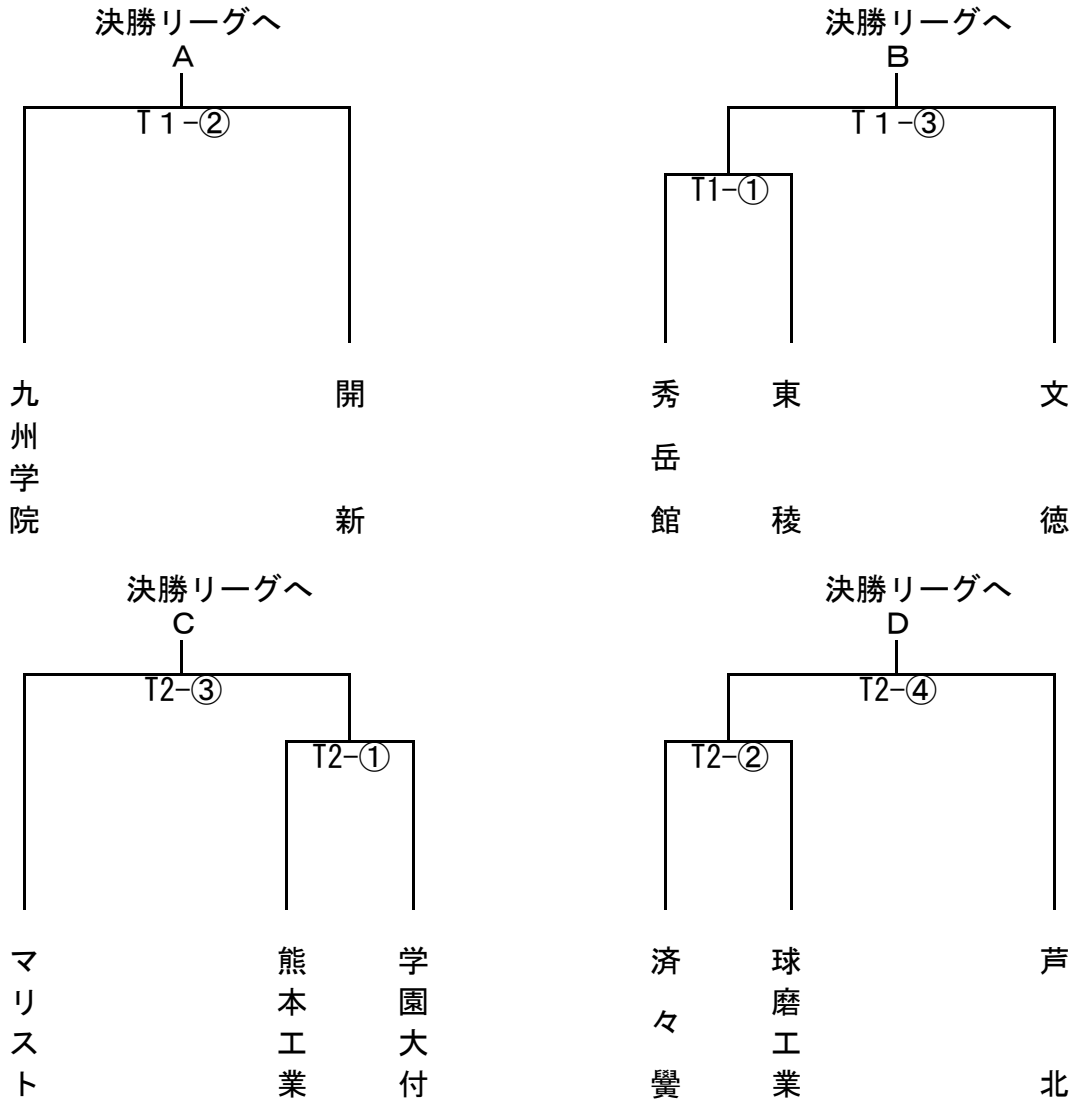 決勝リーグへ
A
T１-②
九州学院
開新
決勝リーグへ
B
T１-③
T1-①
秀岳館
東稜
文徳
決勝リーグへ
C
T2-③
T2-①
マリスト
熊本工業
学園大付
決勝リーグへ
D
T2-④
T2-②
済々黌
球磨工業
芦北